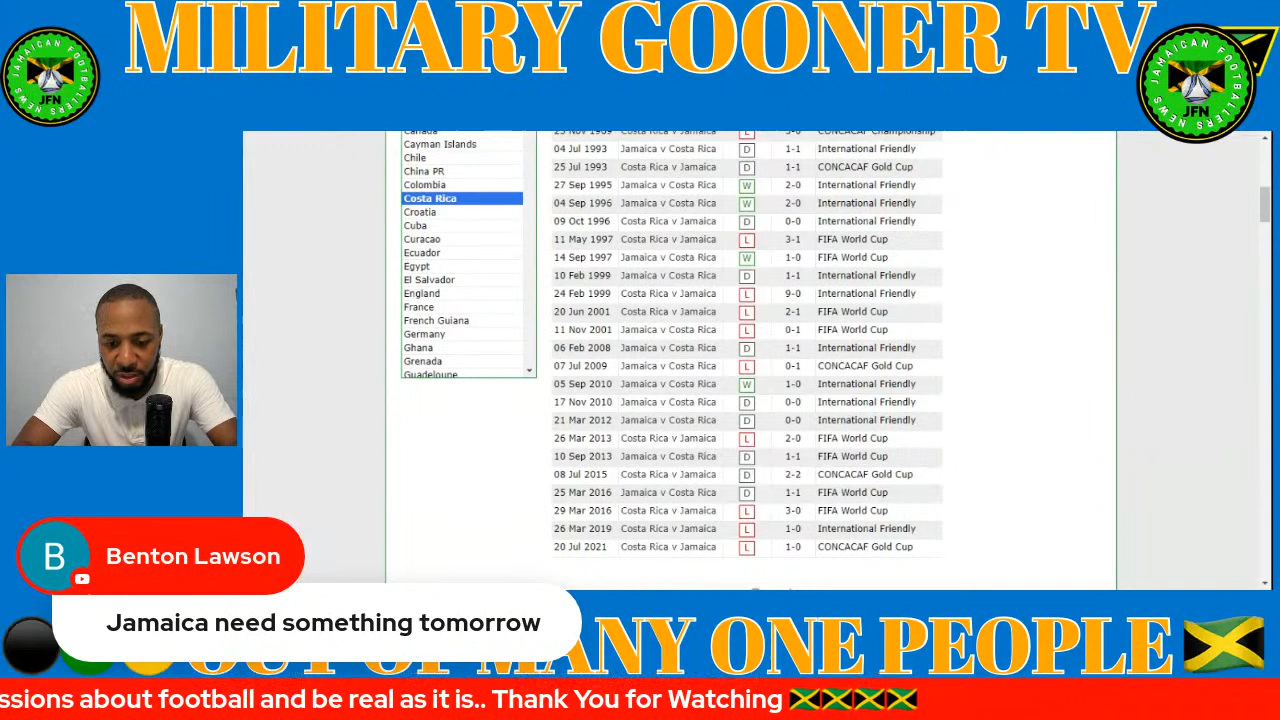 MILITARY GOONER TV
JAMAICAN FOOTBALLERS NEWS
JFN
JAMAICAN FOOTBALLERS NEWS
JFN
Canada
Cayman Islands
Chile
China PR
Colombia
Costa Rica
Croatia
Cuba
Curacao
Ecuador
Egypt
El Salvador
England
France
French Guiana
Germany
Ghana
Grenada
Guadeloupe
Costa Rica v Jamaica L CONCACAF Championship
04 Jul 1993 Jamaica v Costa Rica D 1-1 International Friendly
25 Jul 1993 Costa Rica v Jamaica D 1-1 CONCACAF Gold Cup
27 Sep 1995 Jamaica v Costa Rica W 2-0 International Friendly
04 Sep 1996 Jamaica v Costa Rica W 2-0 International Friendly
09 Oct 1996 Jamaica v Costa Rica D 0-0 International Friendly
11 May 1997 Costa Rica v Jamaica L 3-1 FIFA World Cup
14 Sep 1997 Jamaica v Costa Rica W 1-0 FIFA World Cup
10 Feb 1999 Jamaica v Costa Rica D 1-1 International Friendly
24 Feb 1999 Costa Rica v Jamaica L 9-0 International Friendly
20 Jun 2001 Costa Rica v Jamaica L 2-1 FIFA World Cup
11 Nov 2001 Jamaica v Costa Rica L 0-1 FIFA World Cup
06 Feb 2008 Jamaica v Costa Rica D 1-1 International Friendly
07 Jul 2009 Jamaica v Costa Rica L 0-1 CONCACAF Gold Cup
05 Sep 2010 Jamaica v Costa Rica W 1-0 International Friendly
17 Nov 2010 Jamaica v Costa Rica D 0-0 International Friendly
21 Mar 2012 Jamaica v Costa Rica D 0-0 International Friendly
26 Mar 2013 Costa Rica v Jamaica L 2-0 FIFA World Cup
10 Sep 2013 Jamaica v Costa Rica D 1-1 FIFA World Cup
08 Jul 2015 Costa Rica v Jamaica D 2-2 CONCACAF Gold Cup
25 Mar 2016 Jamaica v Costa Rica D 1-1 FIFA World Cup
29 Mar 2016 Costa Rica v Jamaica L 3-0 FIFA World Cup
26 Mar 2019 Jamaica v Costa Rica L 1-0 International Friendly
20 Jul 2021 Costa Rica v Jamaica L 1-0 CONCACAF Gold Cup
B
Benton Lawson
Jamaica need something tomorrow
OUT OF MANY ONE PEOPLE
ssions about football and be real as it is.. Thank You for Watching